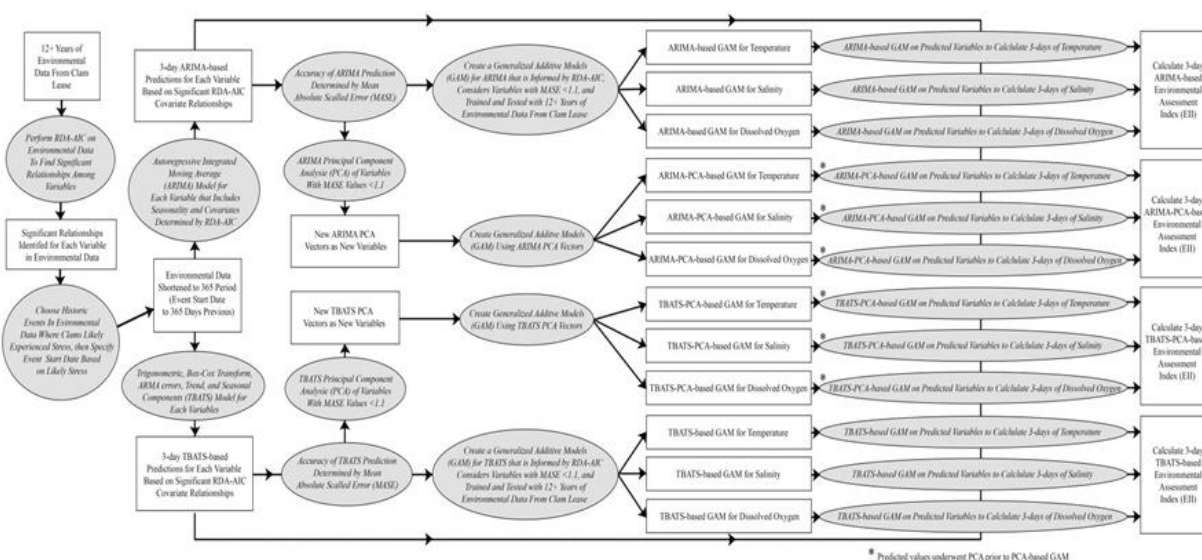 12+ Years of
Environmental
Data From Clam
Lease
Perform RDA-AIC on
Environmental Data
To Find Significant
Relationships Among
Variables
Significant Relationships
Identifed for Each Variable
in Environmental Data
Choose Historic
Events In Evironmental
Data Where Clams Likely
Experienced Stress, then Specify
Event Start Date Based
on Likely Stress
3-day ARIMA-based
Predictions for Each Variable
Based on Significant RDA-AIC
Covariate Relationships
Autoregressive Integrated
Moving Average
(ARIMA) Model for
Each Variable that Includes
Seasonality and Covariates
Determined by RDA-AIC
Environmental Data
Shortened to 365 Period
(Event Start Date
to 365 Days Previous)
Trigonometric, Box-Cox Transform,
ARMA errors, Trend, and Seasonal
Components (TBATS) Model for
Each Variables
3-day TBATS-based
Predictions for Each Variable
Based on Significant RDA-AIC
Covariate Relationships
Accuracy of ARIMA Prediction
Determined by Mean
Absolute Scalled Error (MASE)
ARIMA Principal Component
Analysis (PCA) of Variables
With MASE Values <1.1
New ARIMA PCA
Vectors as New Variables
New TBATS PCA
Vectors as New Variables
TBATS Principal Component
Analysis (PCA) of Variables
With MASE Values <1.1
Accuracy of TBATS Prediction
Determined by Mean
Absolute Scalled Error (MASE)
Create a Generalized Additive Models
(GAM) for ARIMA that is Informed by RDA-AIC,
Considers Variables with MASE <1.1, and
Trained and Tested with 12+ Years of
Environmental Data From Clam Lease
Create Generalized Additive Models
(GAM) Using ARIMA PCA Vectors
Create Generalized Additive Models
(GAM) Using TBATS PCA Vectors
Create a Generalized Additive Models
(GAM) for TBATS that is Informed by RDA-AIC
Considers Variables with MASE <1.1, and
Trained and Tested with 12+ Years of
Environmental Data From Clam Lease
ARIMA-based GAM for Temperature
ARIMA-based GAM for Salinity
ARIMA-based GAM for Dissolved Oxygen
ARIMA-PCA-based GAM for Temperature
ARIMA-PCA-based GAM for Salinity
ARIMA-PCA-based GAM for Dissolved Oxygen
TBATS-PCA-based GAM for Temperature
TBATS-PCA-based GAM for Salinity
TBATS-PCA-based GAM for Dissolved Oxygen
TBATS-based GAM for Temperature
TBATS-based GAM for Salinity
TBATS-based GAM for Dissolved Oxygen
ARIMA-based GAM on Predicted Variables to Calclulate 3-days of Temperature
ARIMA-based GAM on Predicted Variables to Calclulate 3-days of Salinity
ARIMA-based GAM on Predicted Variables to Calclulate 3-days of Dissolved Oxygen
* ARIMA-PCA-based GAM on Predicted Variables to Calclulate 3-days of Temperature
* ARIMA-PCA-based GAM on Predicted Variables to Calclulate 3-days of Salinity
* ARIMA-PCA-based GAM on Predicted Variables to Calclulate 3-days of Dissolved Oxygen
* TBATS-PCA-based GAM on Predicted Variables to Calclulate 3-days of Temperature
* TBATS-PCA-based GAM on Predicted Variables to Calclulate 3-days of Salinity
* TBATS-PCA-based GAM on Predicted Variables to Calclulate 3-days of Dissolved Oxygen
TBATS-based GAM on Predicted Variables to Calclulate 3-days of Temperature
TBATS-based GAM on Predicted Variables to Calclulate 3-days of Salinity
TBATS-based GAM on Predicted Variables to Calclulate 3-days of Dissolved Oxygen
Calculate 3-day
ARIMA-based
Environmental
Assessment
Index (EII)
Calculate 3-day
ARIMA-PCA-based
Environmental
Assessment
Index (EII)
Calculate 3-day
TBATS-PCA-based
Environmental
Assessment
Index (EII)
Calculate 3-day
TBATS-based
Environmental
Assessment
Index (EII)
* Predicted values underwent PCA prior to PCA-based GAM